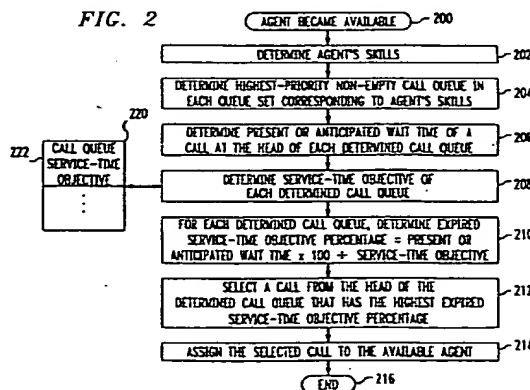 FIG. 2
AGENT BECAME AVAILABLE
200
DETERMINE AGENT'S SKILLS
202
DETERMINE HIGHEST-PRIORITY NON-EMPTY CALL QUEUE IN
EACH QUEUE SET CORRESPONDING TO AGENT'S SKILLS
204
220
222
CALL QUEUE
SERVICE-TIME
OBJECTIVE
DETERMINE PRESENT OR ANTICIPATED WAIT TIME OF A
CALL AT THE HEAD OF EACH DETERMINED CALL QUEUE
206
DETERMINE SERVICE-TIME OBJECTIVE OF
EACH DETERMINED CALL QUEUE
208
FOR EACH DETERMINED CALL QUEUE, DETERMINE EXPIRED
SERVICE-TIME OBJECTIVE PERCENTAGE = PRESENT OR
ANTICIPATED WAIT TIME x 100 ÷ SERVICE-TIME OBJECTIVE
210
SELECT A CALL FROM THE HEAD OF THE
DETERMINED CALL QUEUE THAT HAS THE HIGHEST EXPIRED
SERVICE-TIME OBJECTIVE PERCENTAGE
212
ASSIGN THE SELECTED CALL TO THE AVAILABLE AGENT
214
END
216